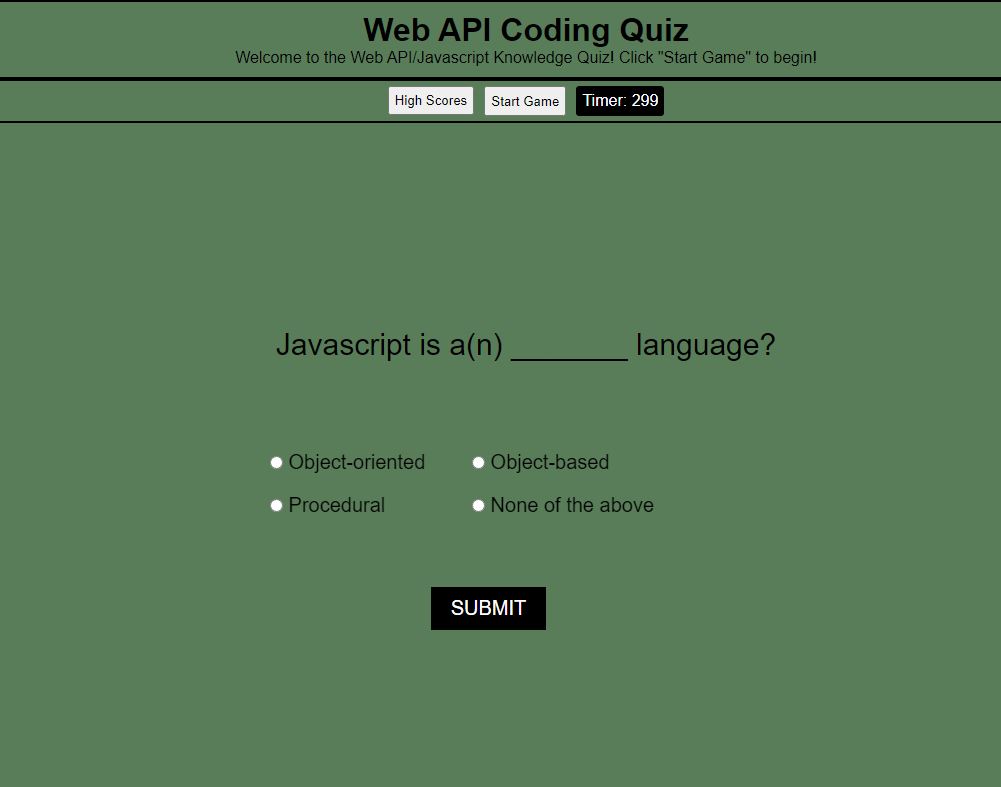 Web API Coding Quiz
Welcome to the Web API/Javascript Knowledge Quiz! Click "Start Game" to begin!
High Scores Start Game Timer: 299
Javascript is a(n) _______ language?
Object-oriented Object-based
Procedural None of the above
SUBMIT